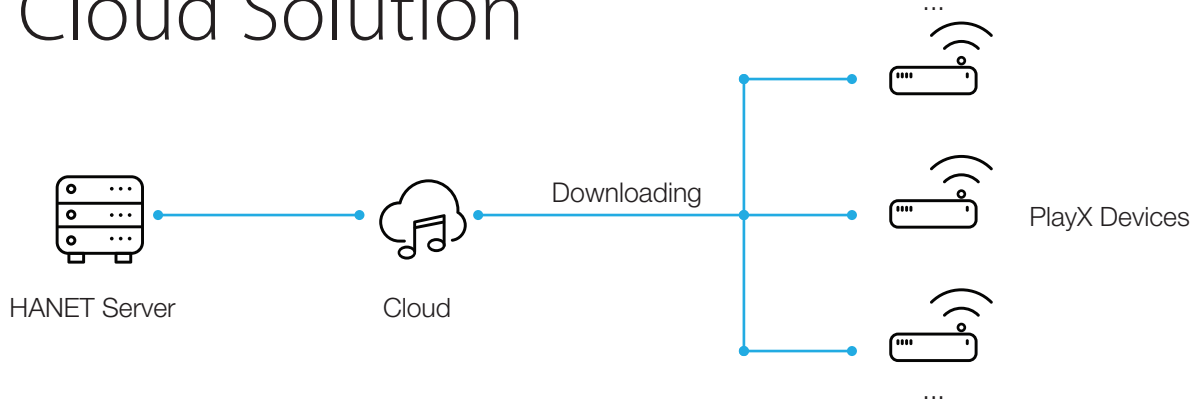 Cloud Solution
...
Downloading
PlayX Devices
HANET Server
Cloud
...